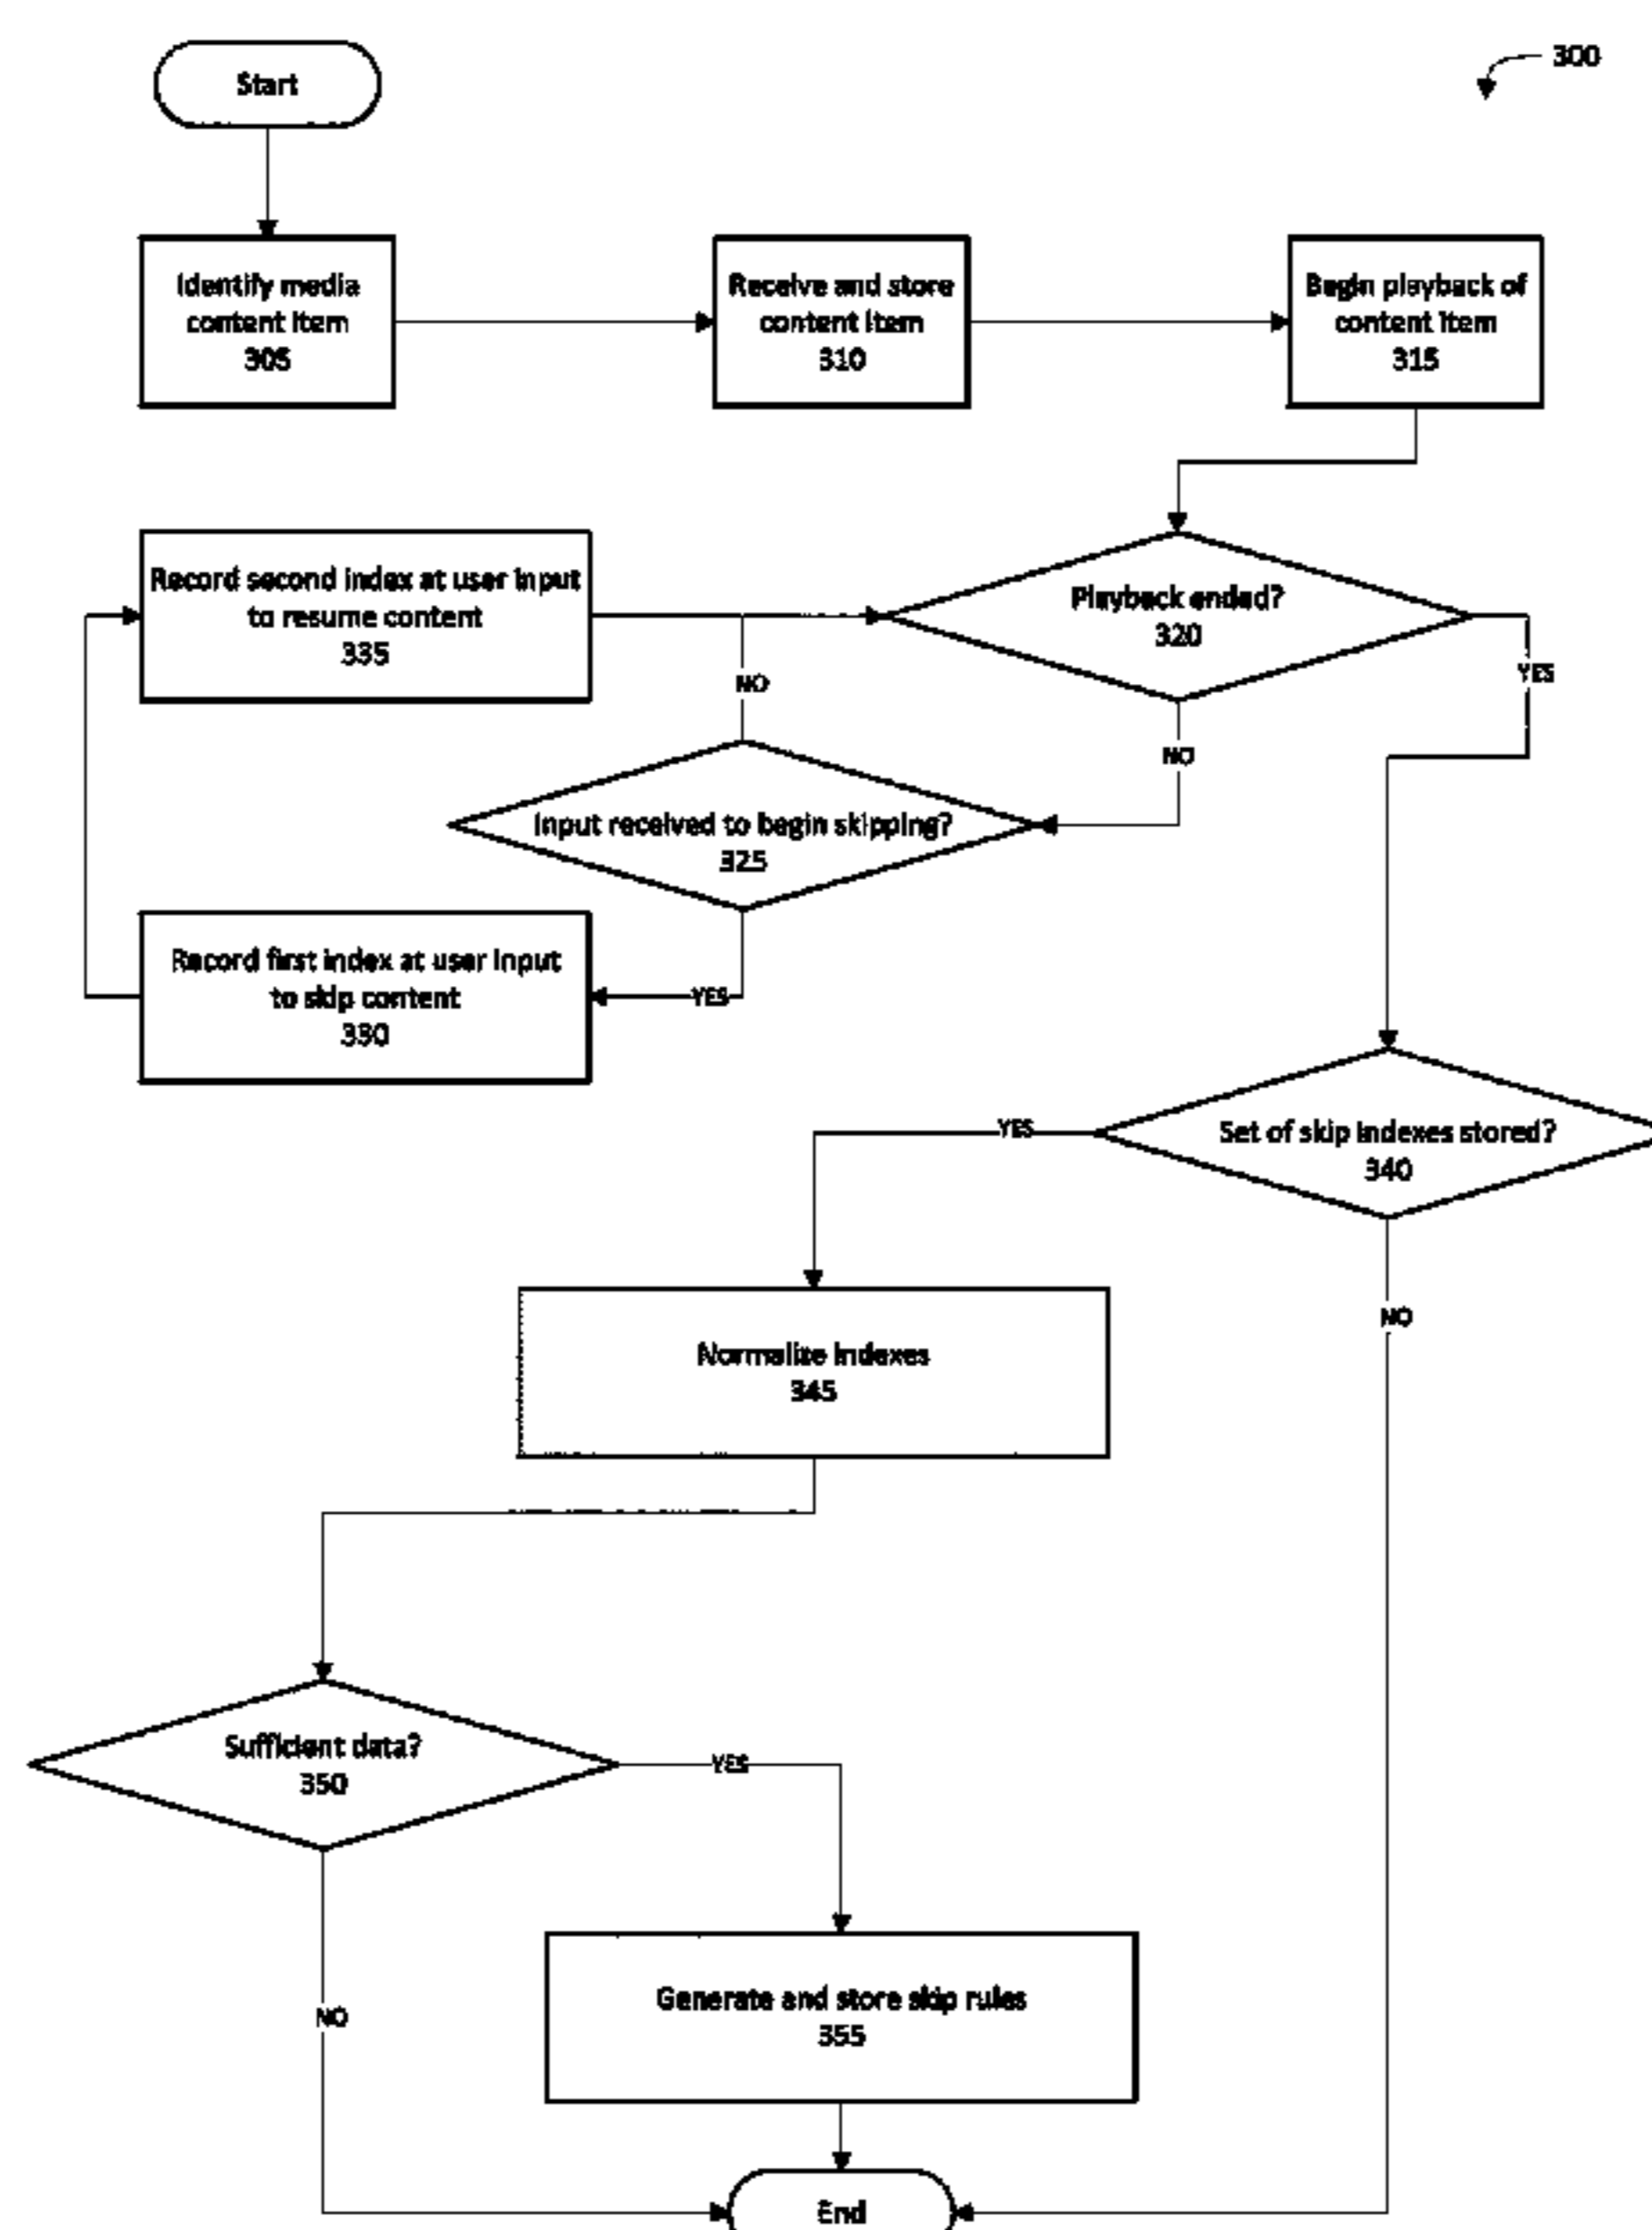 Start
300
Identify media
content item
305
Receive and store
content item
310
Begin playback of
content item
315
Record second index at user input
to resume content
335
Playback ended?
320
YES
NO
NO
Input received to begin skipping?
325
Record first index at user input
to skip content
330
YES
YES
Set of skip indexes stored?
340
NO
Normalize indexes
345
Sufficient data?
350
YES
NO
Generate and store skip rules
355
End